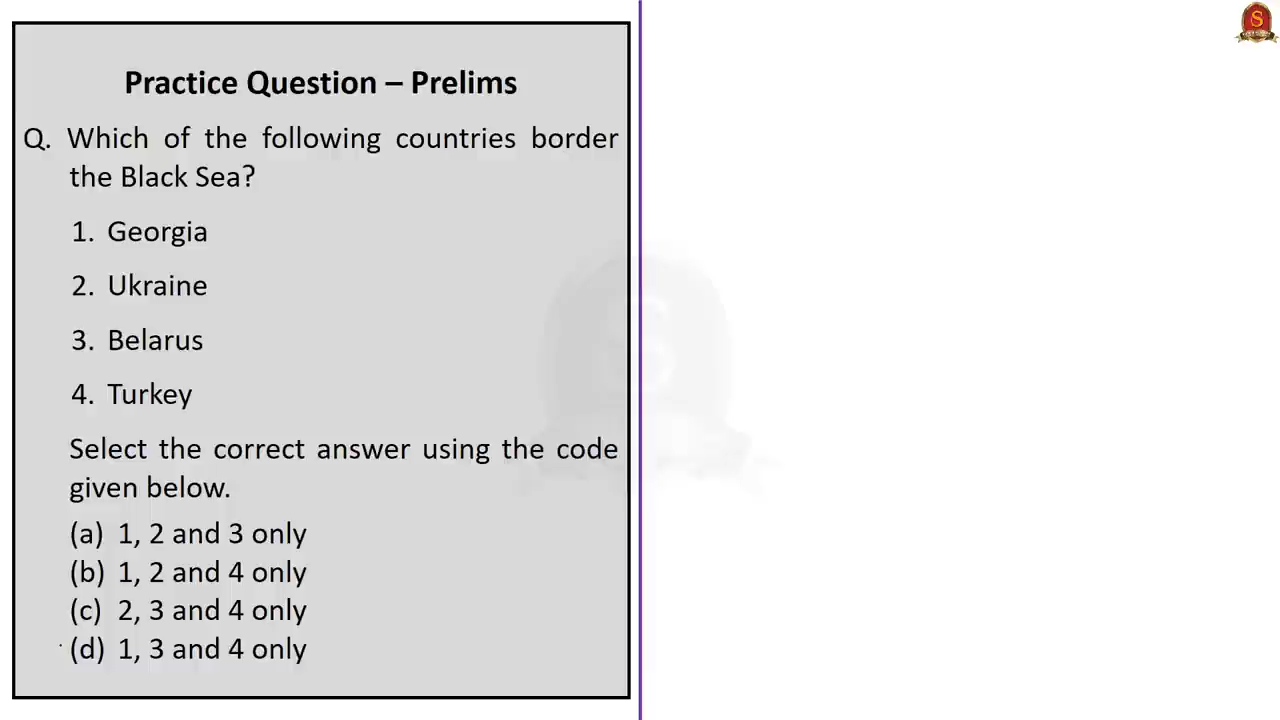 Practice Question – Prelims
Q. Which of the following countries border
the Black Sea?
1. Georgia
2. Ukraine
3. Belarus
4. Turkey
Select the correct answer using the code
given below.
(a) 1, 2 and 3 only
(b) 1, 2 and 4 only
(c) 2, 3 and 4 only
(d) 1, 3 and 4 only
S